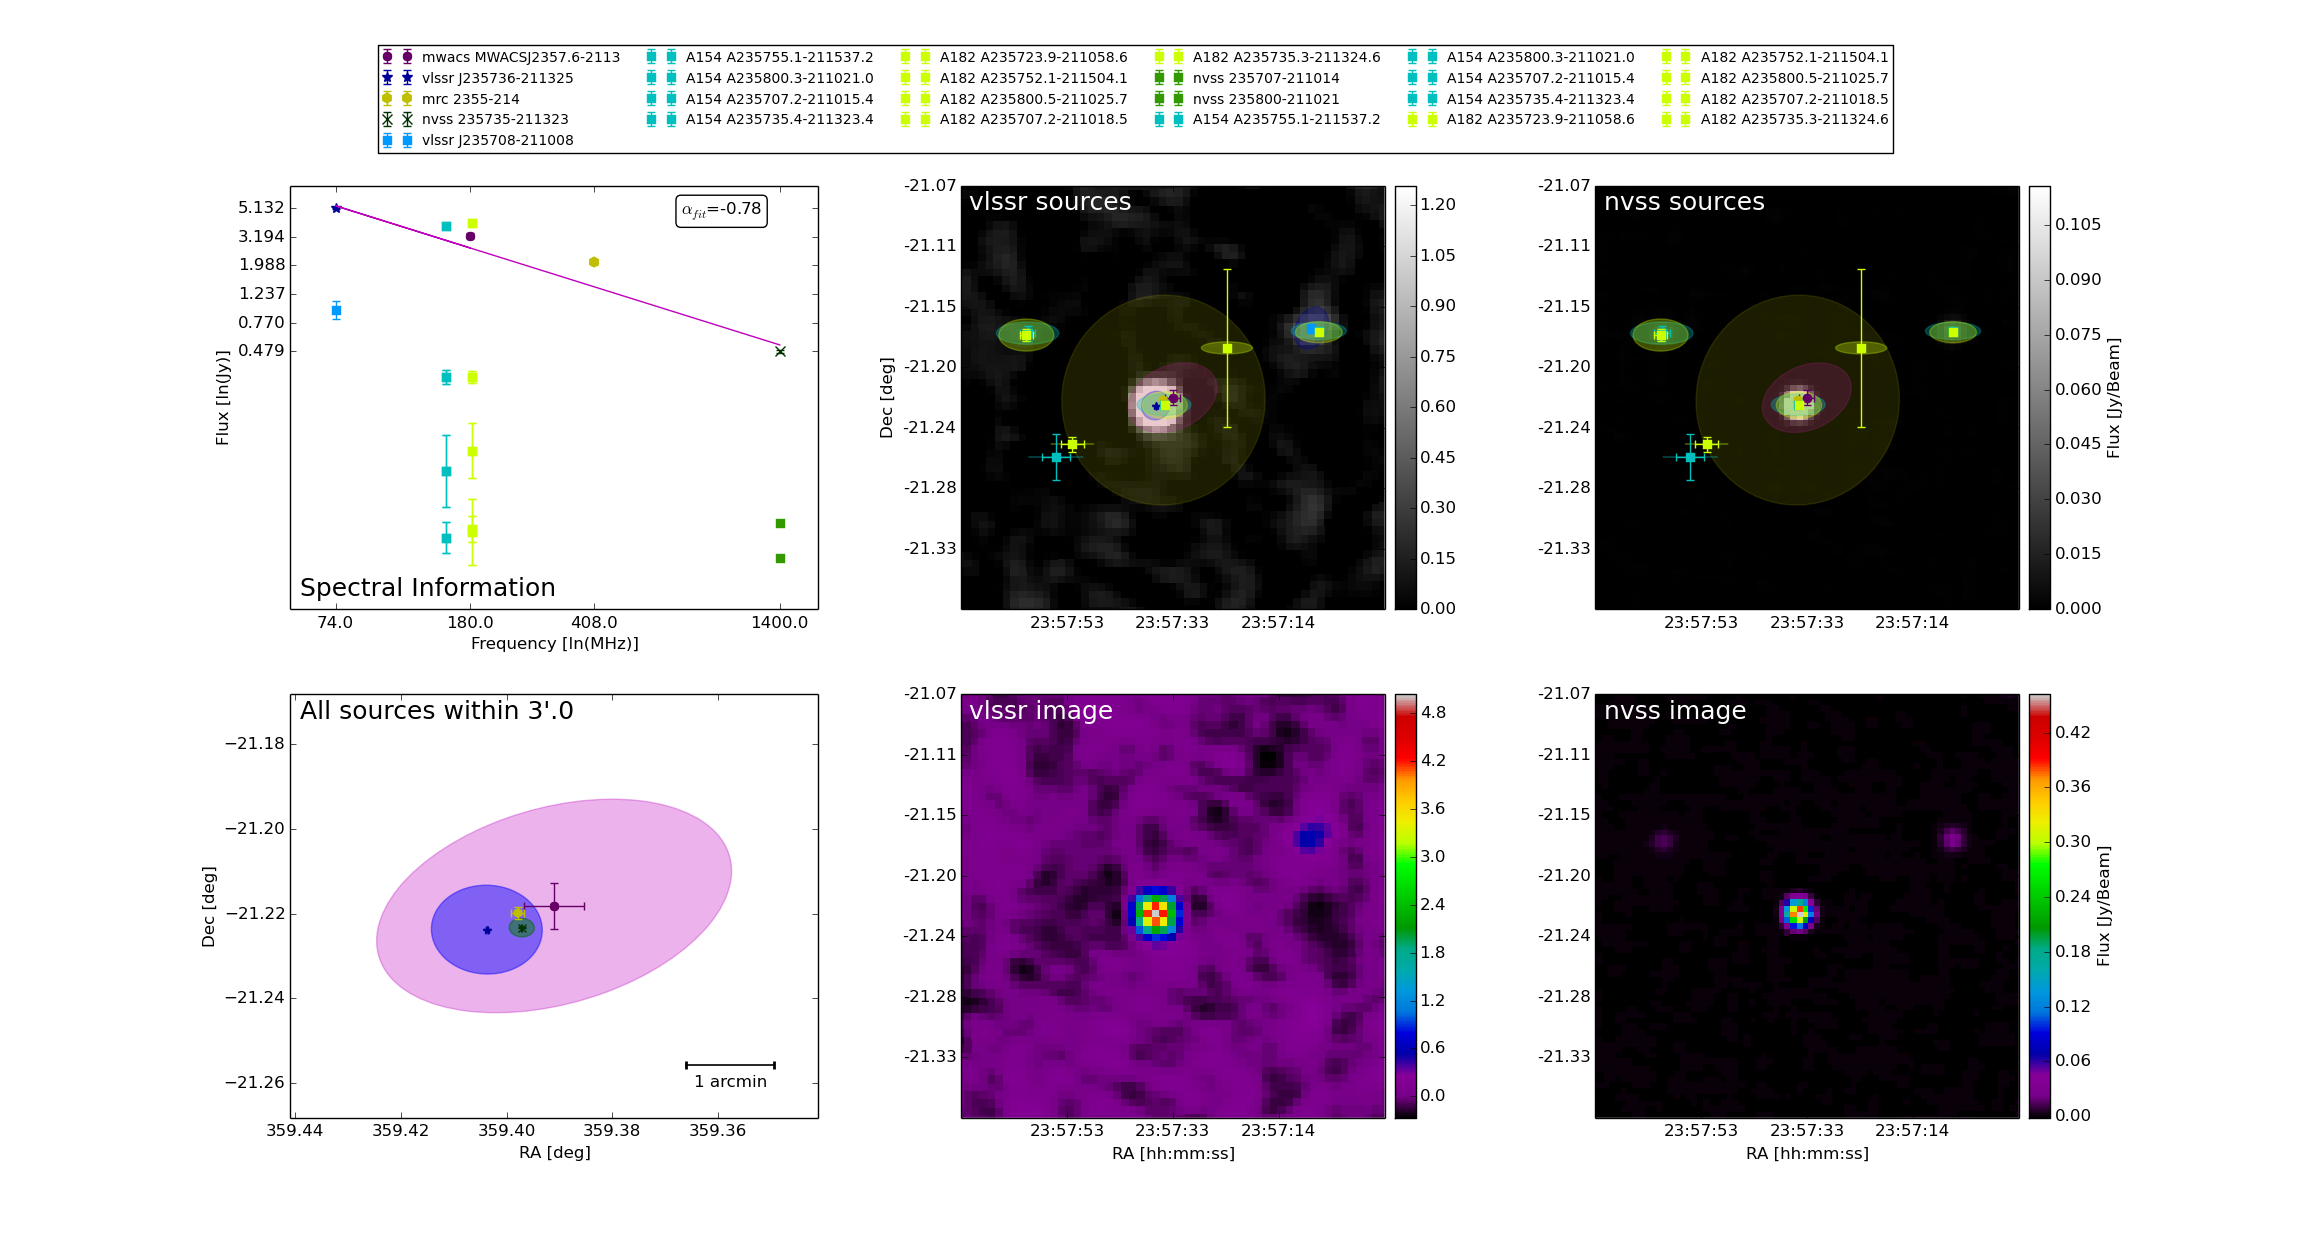 mwacs MWACSJ2357.6-2113
vlssr J235736-211325
mrc 2355-214
nvss 235735-211323
vlssr J235708-211008
A154 A235755.1-211537.2
A154 A235800.3-211021.0
A154 A235707.2-211015.4
A154 A235735.4-211323.4
A182 A235723.9-211058.6
A182 A235752.1-211504.1
A182 A235800.5-211025.7
A182 A235707.2-211018.5
A182 A235735.3-211324.6
nvss 235707-211014
nvss 235800-211021
A154 A235755.1-211537.2
A154 A235800.3-211021.0
A154 A235707.2-211015.4
A154 A235735.4-211323.4
A182 A235723.9-211058.6
A182 A235752.1-211504.1
A182 A235800.5-211025.7
A182 A235707.2-211018.5
A182 A235735.3-211324.6
5.132
3.194
1.988
1.237
0.770
0.479
Flux [ln(Jy)]
αfit=-0.78
Spectral Information
74.0
180.0
408.0
1400.0
Frequency [ln(MHz)]
vlssr sources
-21.07
-21.11
-21.15
-21.20
-21.24
-21.28
-21.33
Dec [deg]
23:57:53
23:57:33
23:57:14
1.20
1.05
0.90
0.75
0.60
0.45
0.30
0.15
0.00
nvss sources
-21.07
-21.11
-21.15
-21.20
-21.24
-21.28
-21.33
23:57:53
23:57:33
23:57:14
0.105
0.090
0.075
0.060
0.045
0.030
0.015
0.000
Flux [Jy/Beam]
All sources within 3'.0
−21.18
−21.20
−21.22
−21.24
−21.26
Dec [deg]
1 arcmin
359.44
359.42
359.40
359.38
359.36
RA [deg]
vlssr image
-21.07
-21.11
-21.15
-21.20
-21.24
-21.28
-21.33
23:57:53
23:57:33
23:57:14
RA [hh:mm:ss]
4.8
4.2
3.6
3.0
2.4
1.8
1.2
0.6
0.0
nvss image
-21.07
-21.11
-21.15
-21.20
-21.24
-21.28
-21.33
23:57:53
23:57:33
23:57:14
RA [hh:mm:ss]
0.42
0.36
0.30
0.24
0.18
0.12
0.06
0.00
Flux [Jy/Beam]